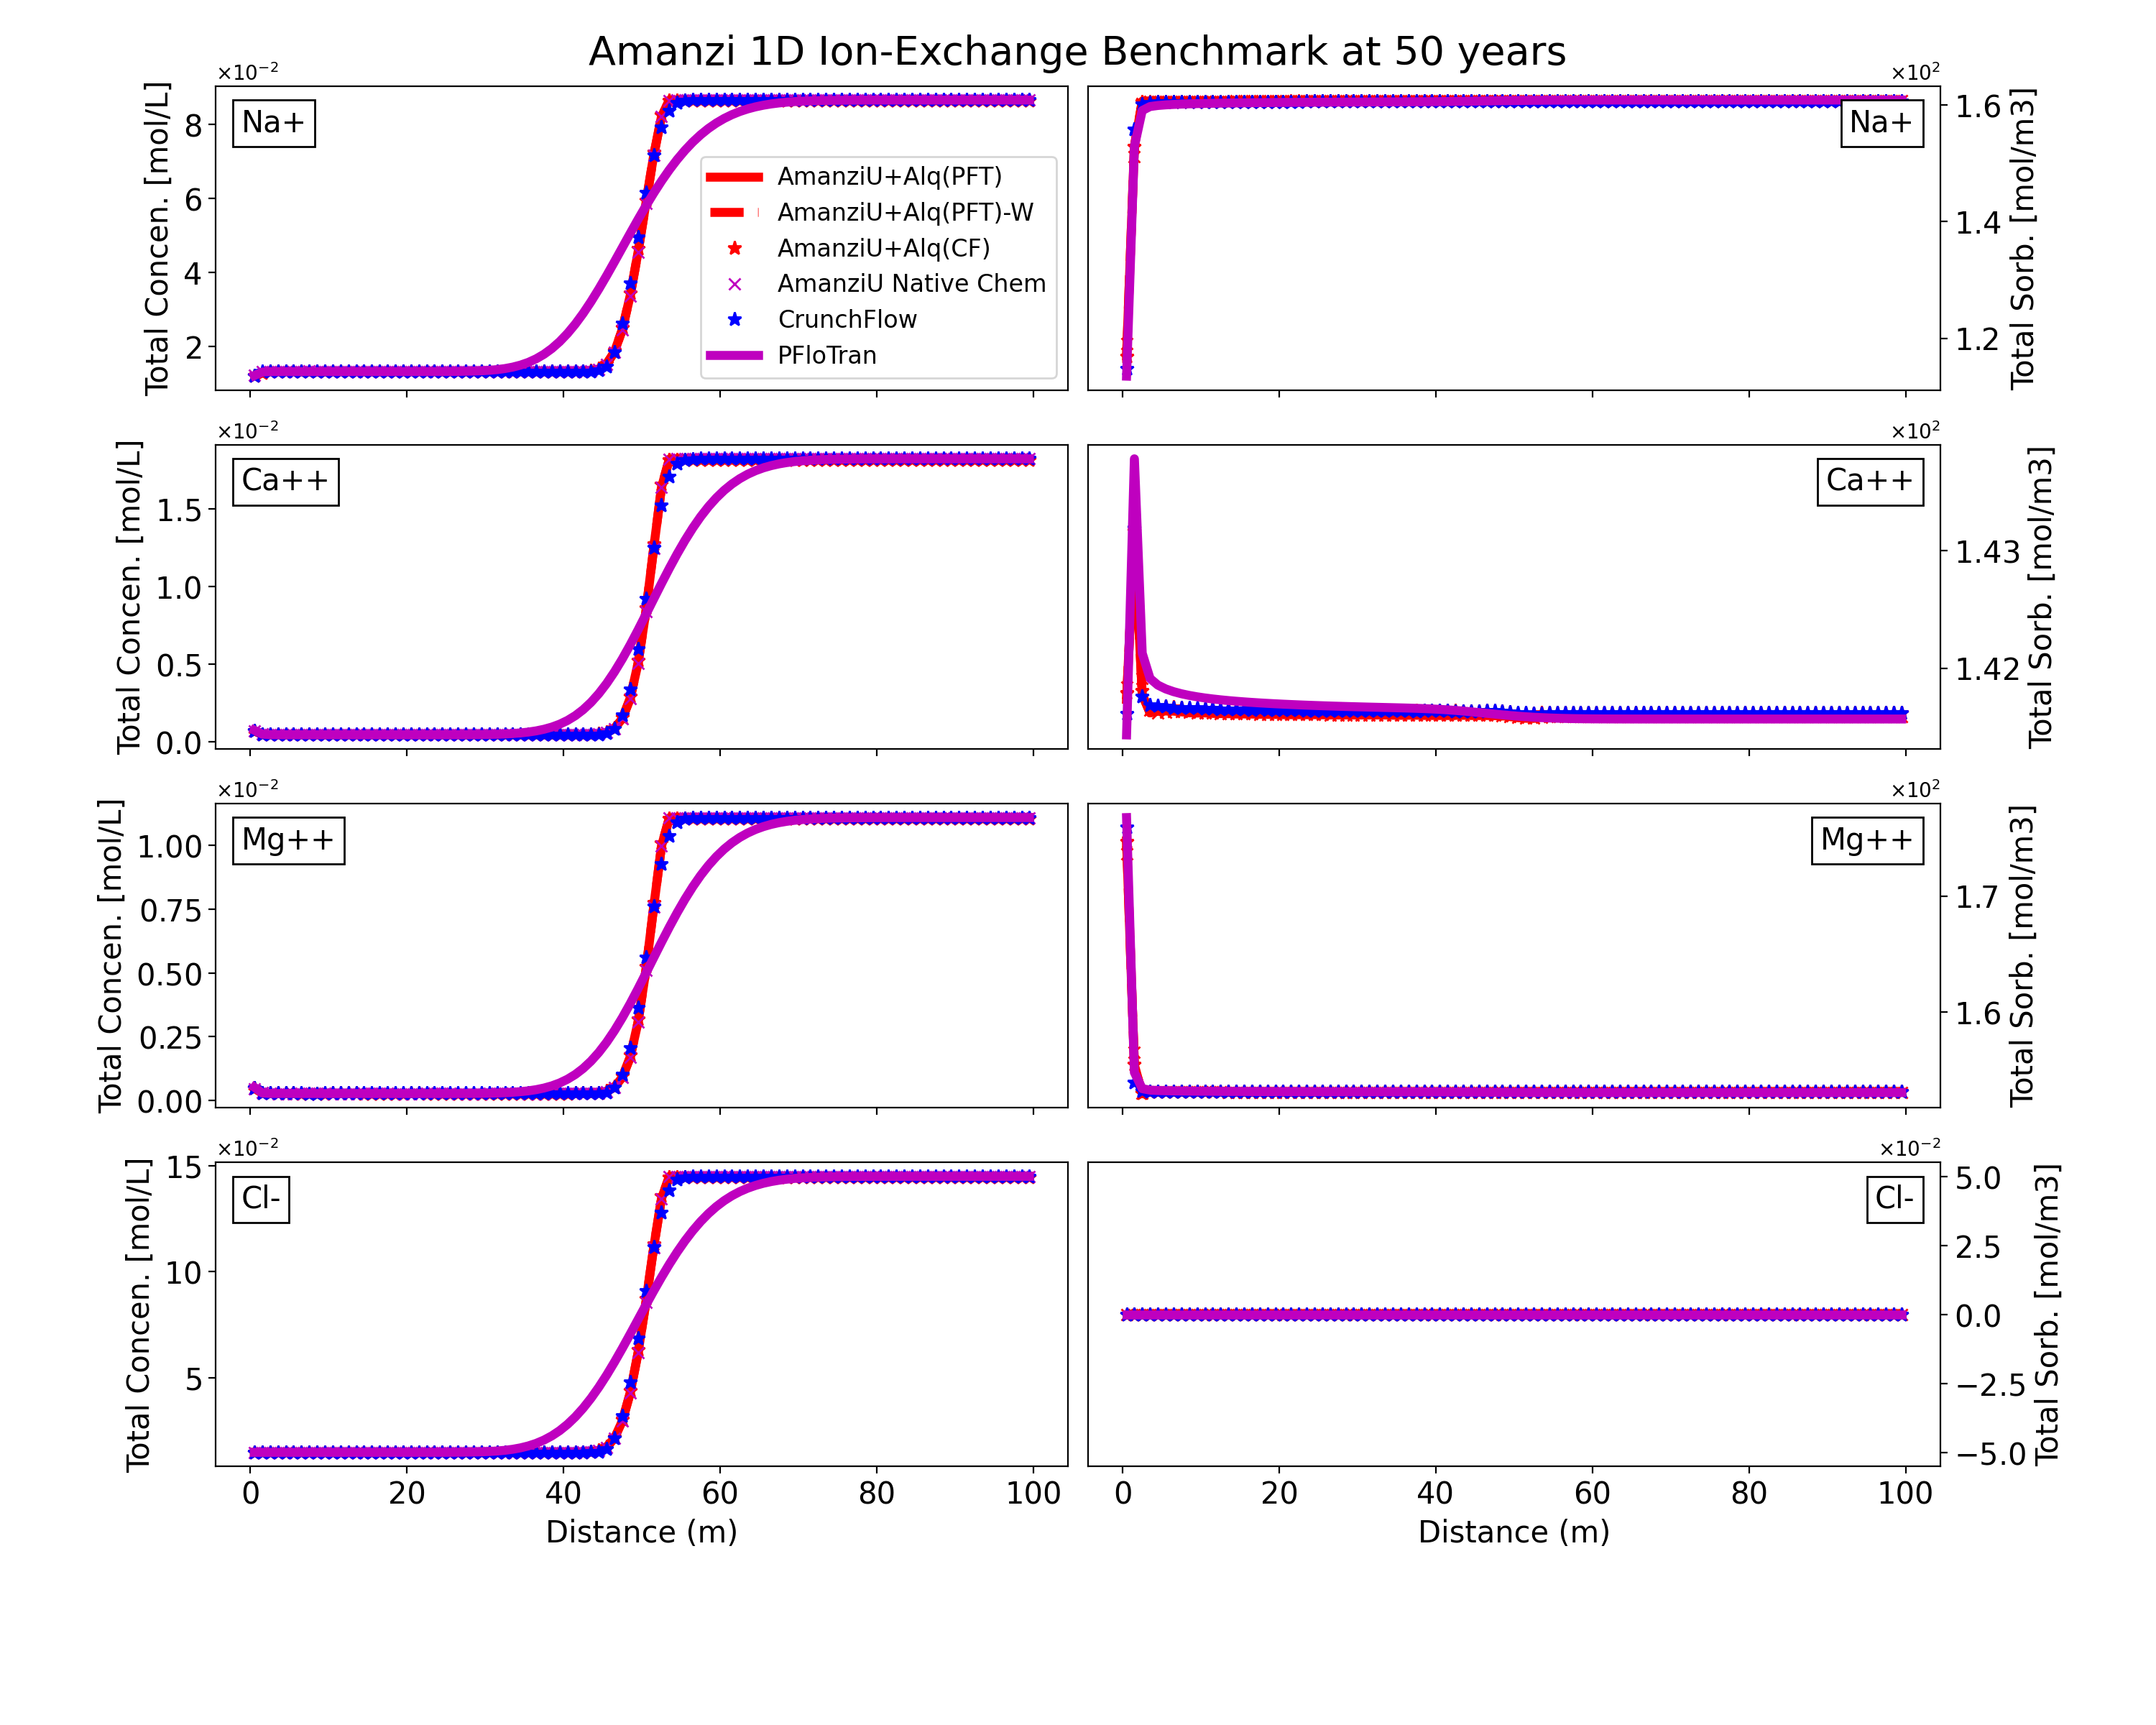 Amanzi 1D Ion-Exchange Benchmark at 50 years
×10⁻²
8
6
4
2
Total Concen. [mol/L]
Na+
AmanziU+Alq(PFT)
AmanziU+Alq(PFT)-W
AmanziU+Alq(CF)
AmanziU Native Chem
CrunchFlow
PFloTran
×10²
Na+
1.6
1.4
1.2
Total Sorb. [mol/m3]
×10⁻²
1.5
1.0
0.5
0.0
Total Concen. [mol/L]
Ca++
×10²
Ca++
1.43
1.42
Total Sorb. [mol/m3]
×10⁻²
1.00
0.75
0.50
0.25
0.00
Total Concen. [mol/L]
Mg++
×10²
Mg++
1.7
1.6
Total Sorb. [mol/m3]
×10⁻²
15
10
5
Total Concen. [mol/L]
Cl-
0 20 40 60 80 100
Distance (m)
×10⁻²
Cl-
5.0
2.5
0.0
−2.5
−5.0
Total Sorb. [mol/m3]
0 20 40 60 80 100
Distance (m)